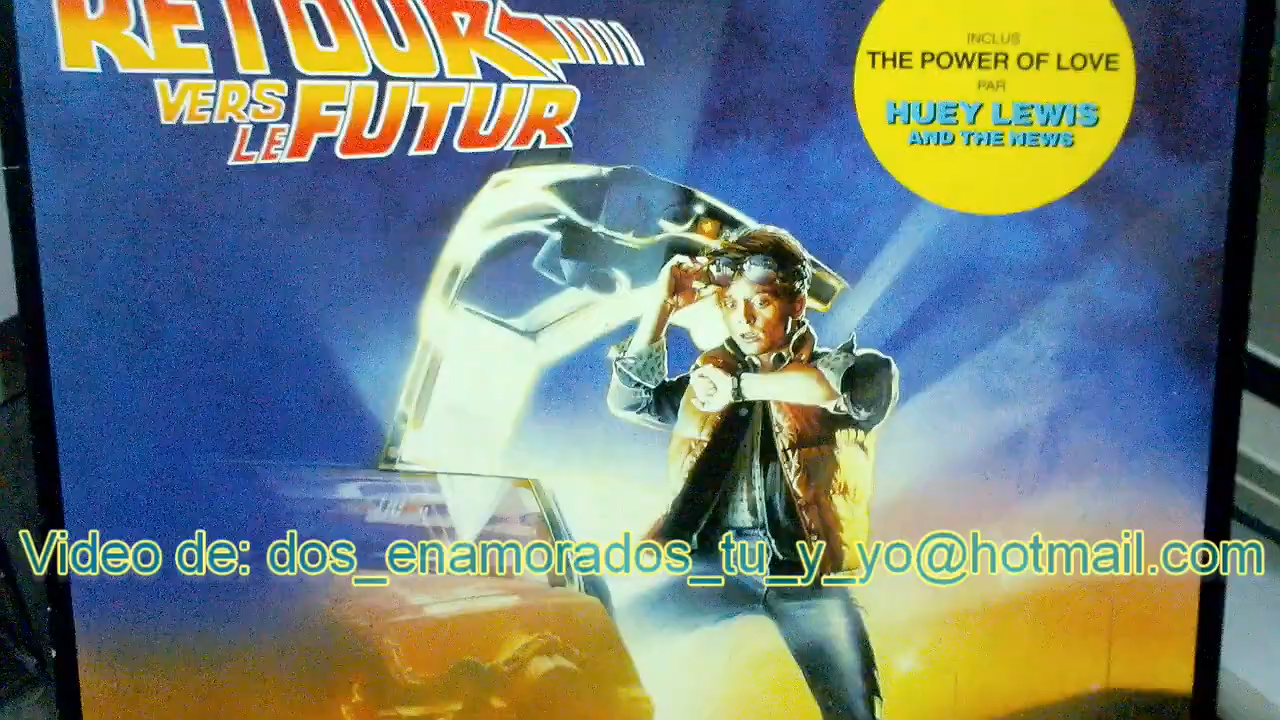 RETOUR
VERS
LE FUTUR
INCLUS
THE POWER OF LOVE
PAR
HUEY LEWIS
AND THE NEWS
Video de: dos_enamorados_tu_y_yo@hotmail.com